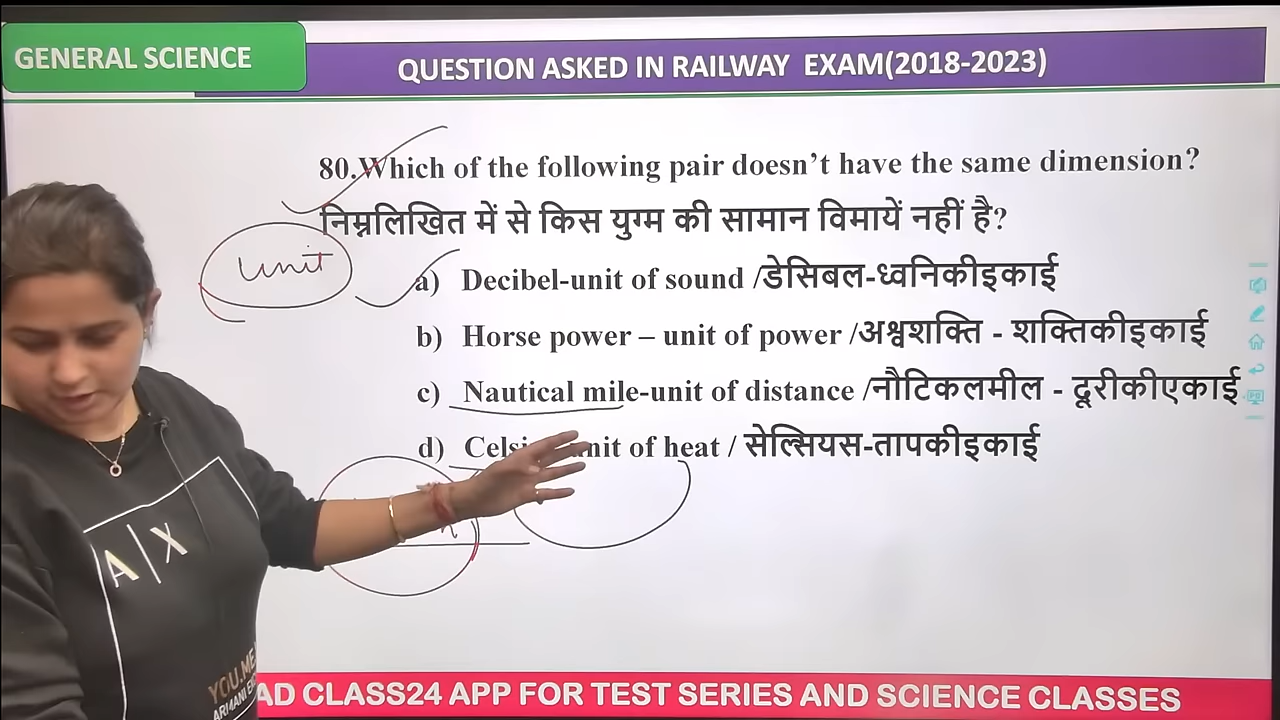 GENERAL SCIENCE
QUESTION ASKED IN RAILWAY EXAM(2018-2023)
80.Which of the following pair doesn't have the same dimension?
निम्नलिखित में से किस युग्म की सामान विमायें नहीं है?
unit
a) Decibel-unit of sound /डेसिबल-ध्वनिकीइकाई
b) Horse power – unit of power /अश्वशक्ति - शक्तिकीइकाई
c) Nautical mile-unit of distance /नौटिकलमील - दूरीकीएकाई
d) of heat / सेल्सियस-तापकीइकाई
A|X
CLASS24 APP FOR TEST SERIES AND SCIENCE CLASSES